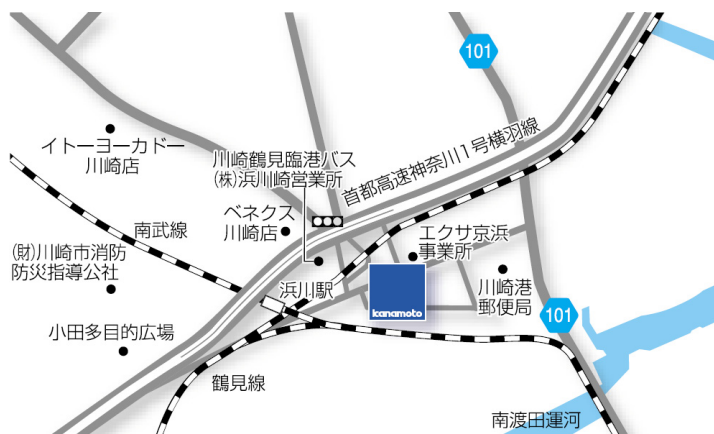 101
首都高速神奈川1号横羽線
イトーヨーカドー
川崎店
川崎鶴見臨港バス
(株)浜川崎営業所
南武線
ベネクス
川崎店
エクサ京浜
事業所
(財)川崎市消防
防災指導公社
浜川駅
川崎港
郵便局
kanamoto
101
小田多目的広場
鶴見線
南渡田運河